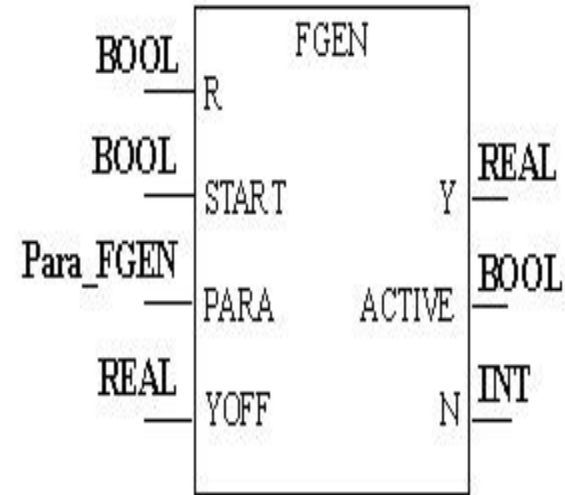 FGEN
BOOL
R
BOOL
START
Para_FGEN
PARA
REAL
YOFF
REAL
Y
BOOL
ACTIVE
INT
N